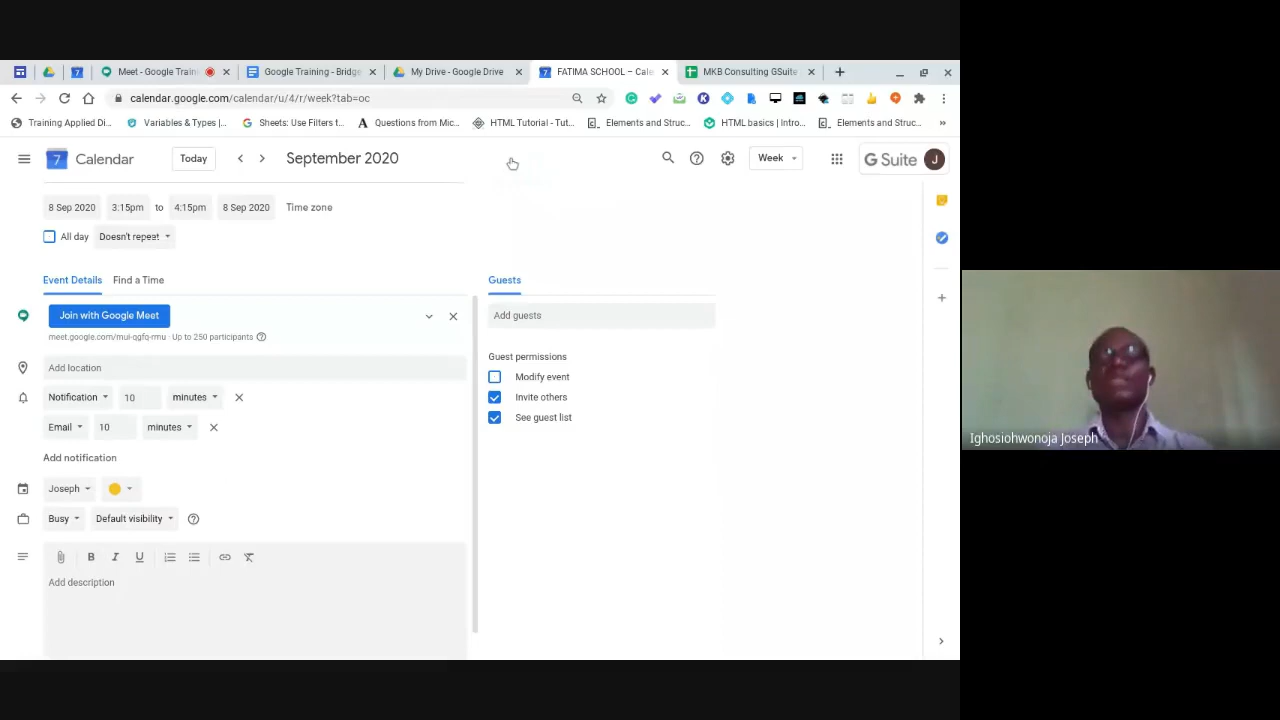 Meet - Google Train
Google Training - Bridge
My Drive - Google Drive
FATIMA SCHOOL – Cale
MKB Consulting GSuite
calendar.google.com/calendar/u/4/r/week?tab=oc
Training Applied Di...
Variables & Types |...
Sheets: Use Filters t...
Questions from Mic...
HTML Tutorial - Tut...
Elements and Struc...
HTML basics | Intro...
Elements and Struc...
7
Calendar
Today
September 2020
Week
G Suite
J
8 Sep 2020
3:15pm
to
4:15pm
8 Sep 2020
Time zone
All day
Doesn't repeat
Event Details
Find a Time
Join with Google Meet
meet.google.com/mui-qgfq-rmu · Up to 250 participants
Add location
Notification
10
minutes
Email
10
minutes
Add notification
Joseph
Busy
Default visibility
B I U
Add description
Guests
Add guests
Guest permissions
Modify event
Invite others
See guest list
Ighosiohwonoja Joseph